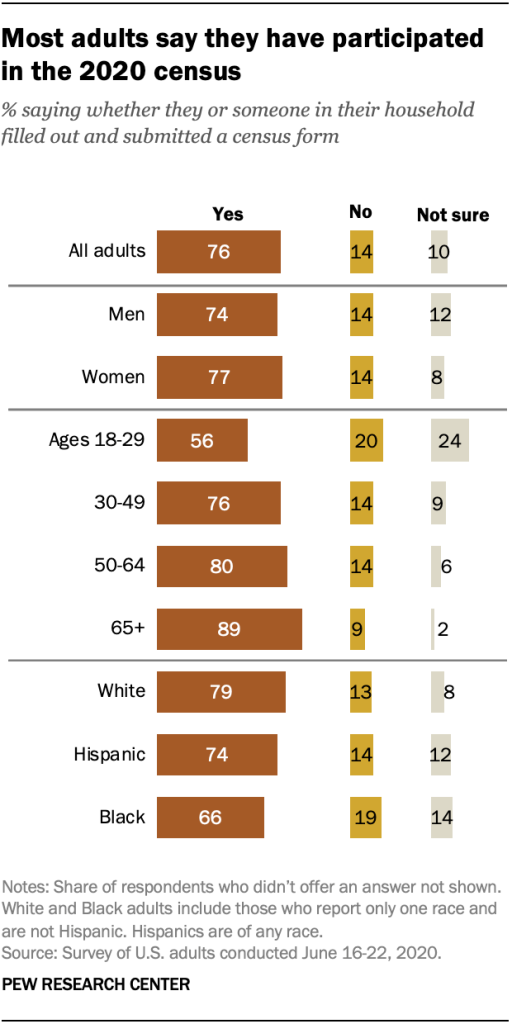 Most adults say they have participated
in the 2020 census
% saying whether they or someone in their household
filled out and submitted a census form
Yes No Not sure
All adults 76 14 10
Men 74 14 12
Women 77 14 8
Ages 18-29 56 20 24
30-49 76 14 9
50-64 80 14 6
65+ 89 9 2
White 79 13 8
Hispanic 74 14 12
Black 66 19 14
Notes: Share of respondents who didn’t offer an answer not shown.
White and Black adults include those who report only one race and
are not Hispanic. Hispanics are of any race.
Source: Survey of U.S. adults conducted June 16-22, 2020.
PEW RESEARCH CENTER